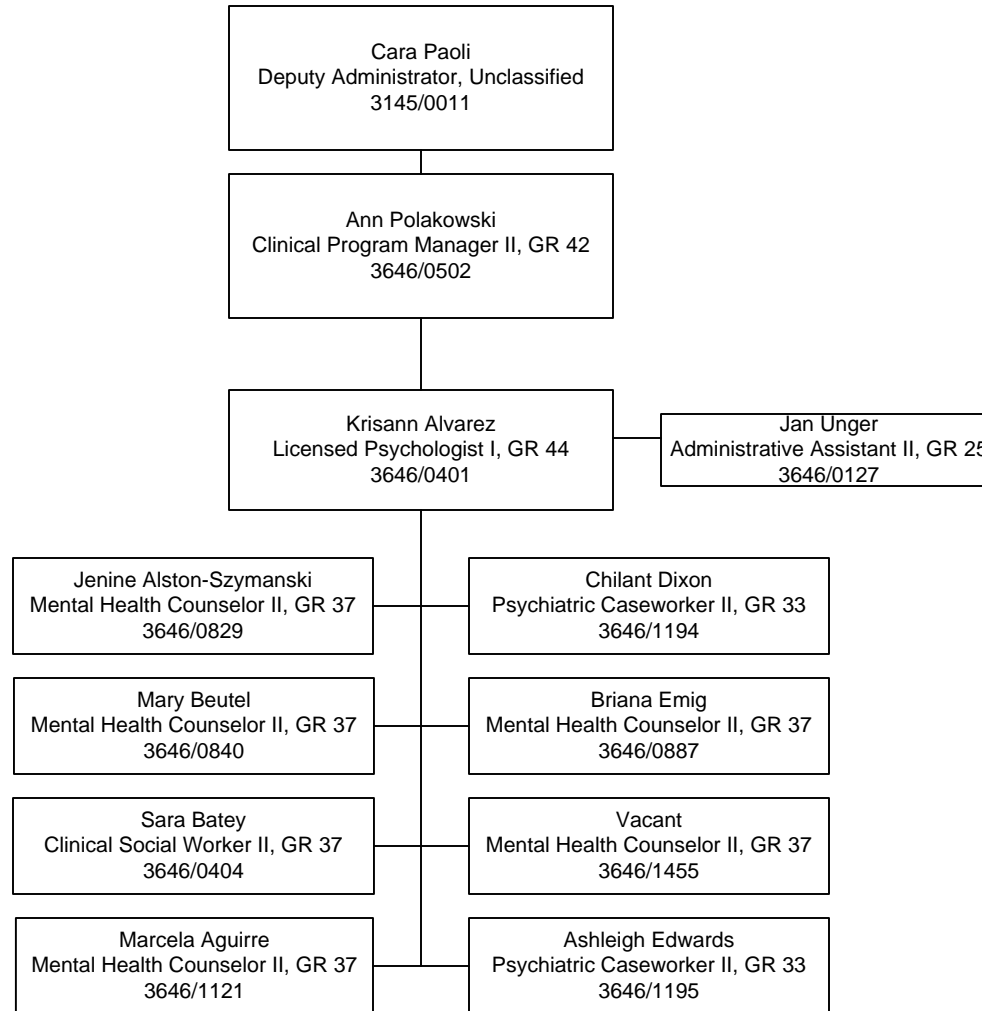 Cara Paoli
Deputy Administrator, Unclassified
3145/0011
Ann Polakowski
Clinical Program Manager II, GR 42
3646/0502
Krisann Alvarez
Licensed Psychologist I, GR 44
3646/0401
Jan Unger
Administrative Assistant II, GR 25
3646/0127
Jenine Alston-Szymanski
Mental Health Counselor II, GR 37
3646/0829
Chilant Dixon
Psychiatric Caseworker II, GR 33
3646/1194
Mary Beutel
Mental Health Counselor II, GR 37
3646/0840
Briana Emig
Mental Health Counselor II, GR 37
3646/0887
Sara Batey
Clinical Social Worker II, GR 37
3646/0404
Vacant
Mental Health Counselor II, GR 37
3646/1455
Marcela Aguirre
Mental Health Counselor II, GR 37
3646/1121
Ashleigh Edwards
Psychiatric Caseworker II, GR 33
3646/1195